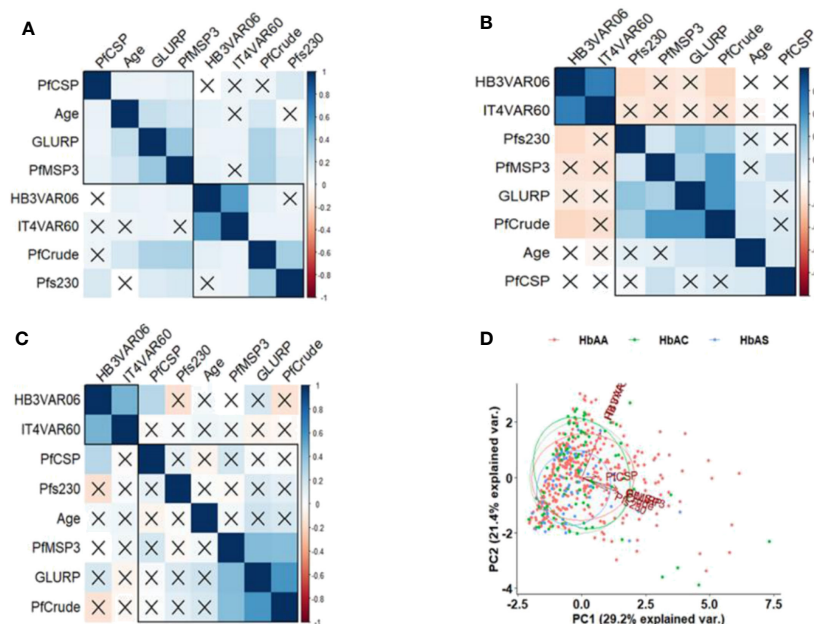 A
PfCSP
Age
GLURP
PfMSP3
HB3VAR06
IT4VAR60
PfCrude
Pfs230
PfCSP
Age
GLURP
PfMSP3
HB3VAR06
IT4VAR60
PfCrude
Pfs230
1
0.8
0.6
0.4
0.2
0
-0.2
-0.4
-0.6
-0.8
-1
B
HB3VAR06
IT4VAR60
Pfs230
PfMSP3
GLURP
PfCrude
Age
PfCSP
HB3VAR06
IT4VAR60
Pfs230
PfMSP3
GLURP
PfCrude
Age
PfCSP
C
HB3VAR06
IT4VAR60
PfCSP
Pfs230
Age
PfMSP3
GLURP
PfCrude
HB3VAR06
IT4VAR60
PfCSP
Pfs230
Age
PfMSP3
GLURP
PfCrude
1
0.8
0.6
0.4
0.2
0
-0.2
-0.4
-0.6
-0.8
-1
D
HbAA HbAC HbAS
PC2 (21.4% explained var.)
2
0
-2
-4
PfCSP
-2.5 0.0 2.5 5.0 7.5
PC1 (29.2% explained var.)